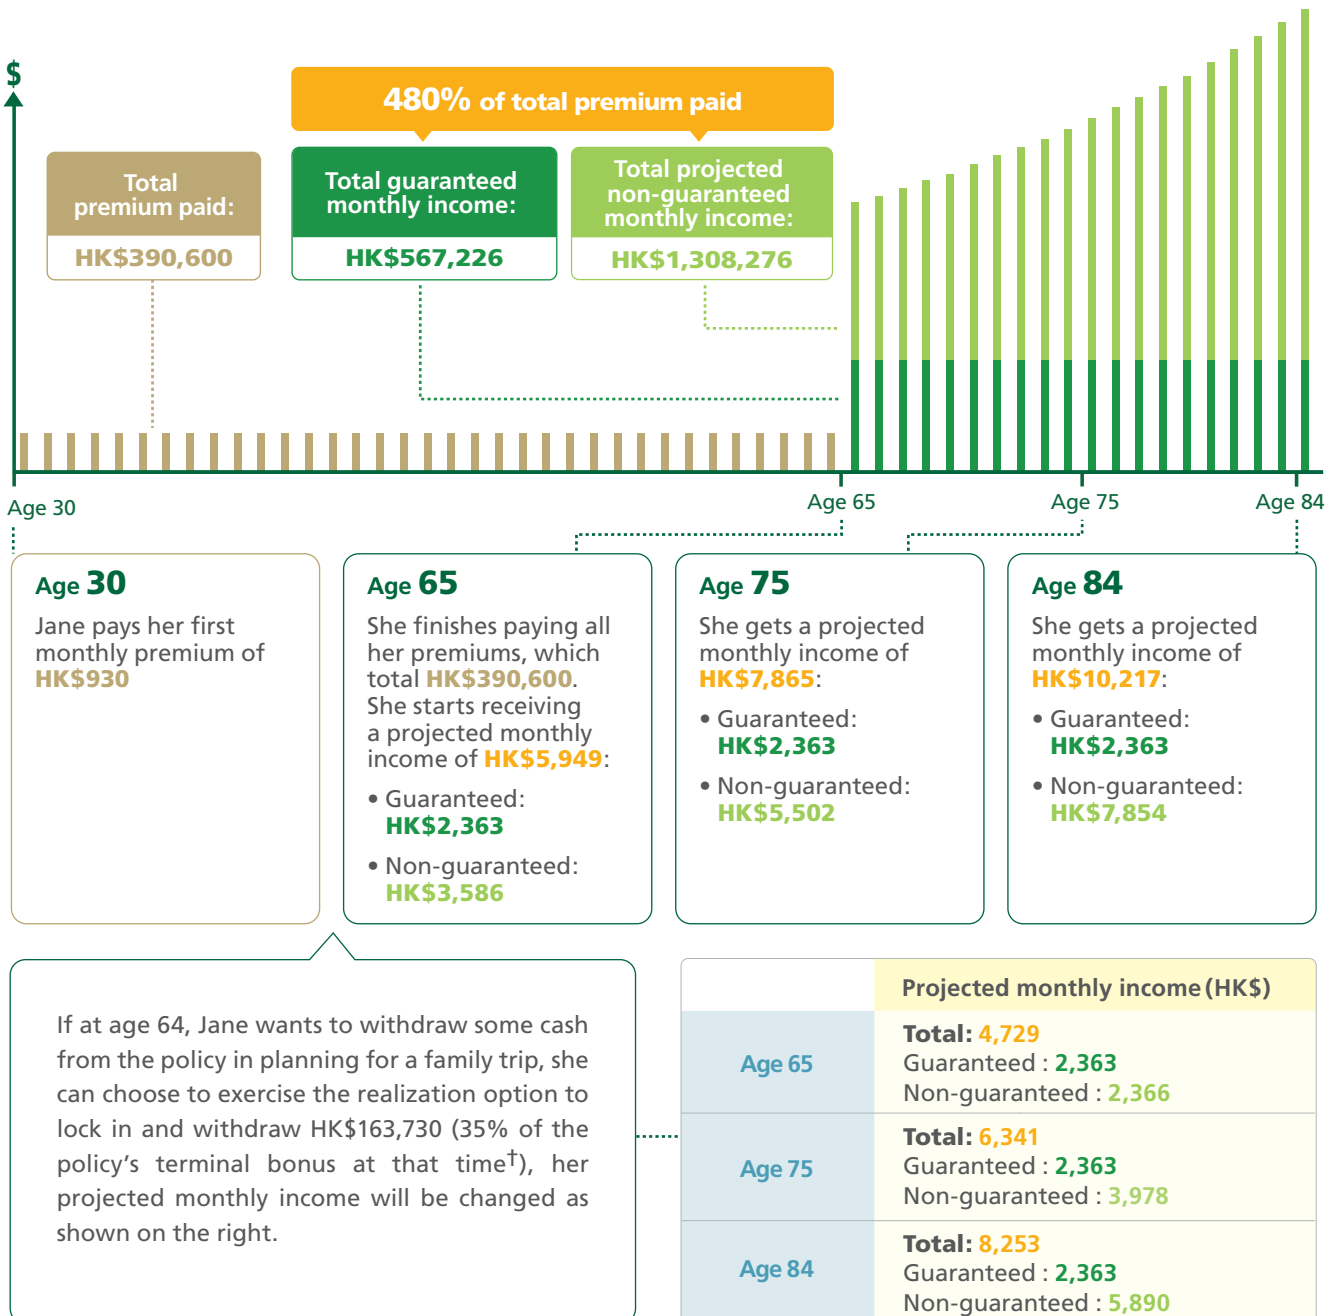 $
480% of total premium paid
Total
premium paid:
HK$390,600
Total guaranteed
monthly income:
HK$567,226
Total projected
non-guaranteed
monthly income:
HK$1,308,276
Age 30
Age 65
Age 75
Age 84
Age 30
Jane pays her first
monthly premium of
HK$930
Age 65
She finishes paying all
her premiums, which
total HK$390,600.
She starts receiving
a projected monthly
income of HK$5,949:
• Guaranteed:
HK$2,363
• Non-guaranteed:
HK$3,586
Age 75
She gets a projected
monthly income of
HK$7,865:
• Guaranteed:
HK$2,363
• Non-guaranteed:
HK$5,502
Age 84
She gets a projected
monthly income of
HK$10,217:
• Guaranteed:
HK$2,363
• Non-guaranteed:
HK$7,854
If at age 64, Jane wants to withdraw some cash
from the policy in planning for a family trip, she
can choose to exercise the realization option to
lock in and withdraw HK$163,730 (35% of the
policy's terminal bonus at that time†), her
projected monthly income will be changed as
shown on the right.
Projected monthly income (HK$)
Age 65
Total: 4,729
Guaranteed : 2,363
Non-guaranteed : 2,366
Age 75
Total: 6,341
Guaranteed : 2,363
Non-guaranteed : 3,978
Age 84
Total: 8,253
Guaranteed : 2,363
Non-guaranteed : 5,890